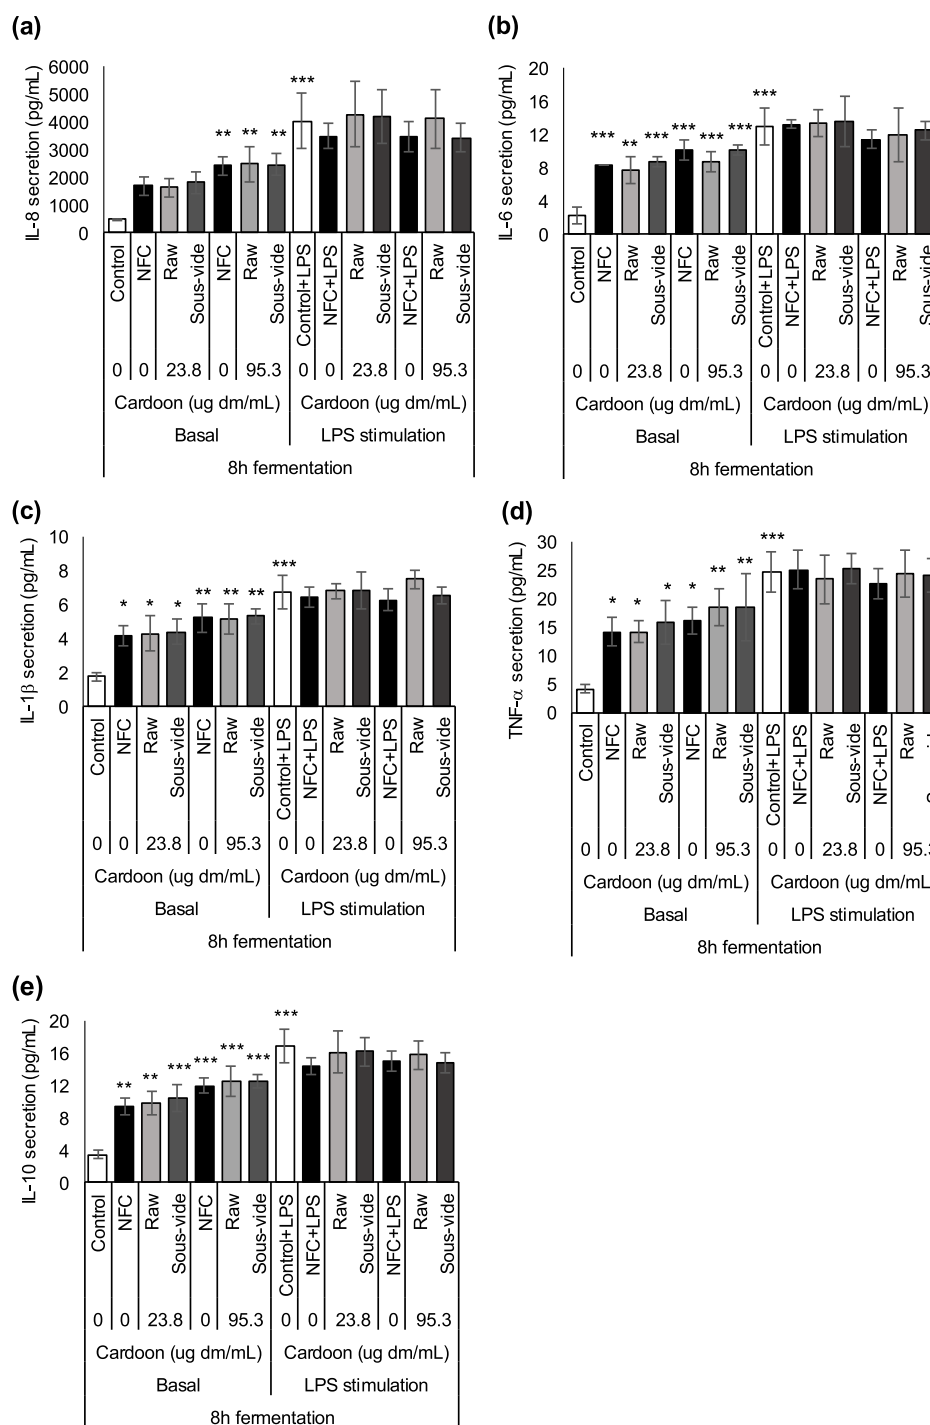 (a)
IL-8 secretion (pg/mL)
6000
5000
4000
3000
2000
1000
0
** ** ** ***
Control NFC Raw Sous-vide NFC Raw Sous-vide Control+LPS NFC+LPS Raw Sous-vide NFC+LPS Raw Sous-vide
0 0 23.8 0 95.3 0 0 23.8 0 95.3
Cardoon (ug dm/mL) Cardoon (ug dm/mL)
Basal LPS stimulation
8h fermentation
(b)
IL-6 secretion (pg/mL)
20
16
12
8
4
0
*** ** *** *** *** *** ***
Control NFC Raw Sous-vide NFC Raw Sous-vide Control+LPS NFC+LPS Raw Sous-vide NFC+LPS Raw Sous-vide
0 0 23.8 0 95.3 0 0 23.8 0 95.3
Cardoon (ug dm/mL) Cardoon (ug dm/mL)
Basal LPS stimulation
8h fermentation
(c)
IL-1β secretion (pg/mL)
10
8
6
4
2
0
* * * ** ** ** ***
Control NFC Raw Sous-vide NFC Raw Sous-vide Control+LPS NFC+LPS Raw Sous-vide NFC+LPS Raw Sous-vide
0 0 23.8 0 95.3 0 0 23.8 0 95.3
Cardoon (ug dm/mL) Cardoon (ug dm/mL)
Basal LPS stimulation
8h fermentation
(d)
TNF-α secretion (pg/mL)
30
25
20
15
10
5
0
* * * * ** ** ***
Control NFC Raw Sous-vide NFC Raw Sous-vide Control+LPS NFC+LPS Raw Sous-vide NFC+LPS Raw
0 0 23.8 0 95.3 0 0 23.8 0 95.3
Cardoon (ug dm/mL) Cardoon (ug dm/mL
Basal LPS stimulation
8h fermentation
(e)
IL-10 secretion (pg/mL)
20
16
12
8
4
0
** ** *** *** *** *** ***
Control NFC Raw Sous-vide NFC Raw Sous-vide Control+LPS NFC+LPS Raw Sous-vide NFC+LPS Raw Sous-vide
0 0 23.8 0 95.3 0 0 23.8 0 95.3
Cardoon (ug dm/mL) Cardoon (ug dm/mL)
Basal LPS stimulation
8h fermentation